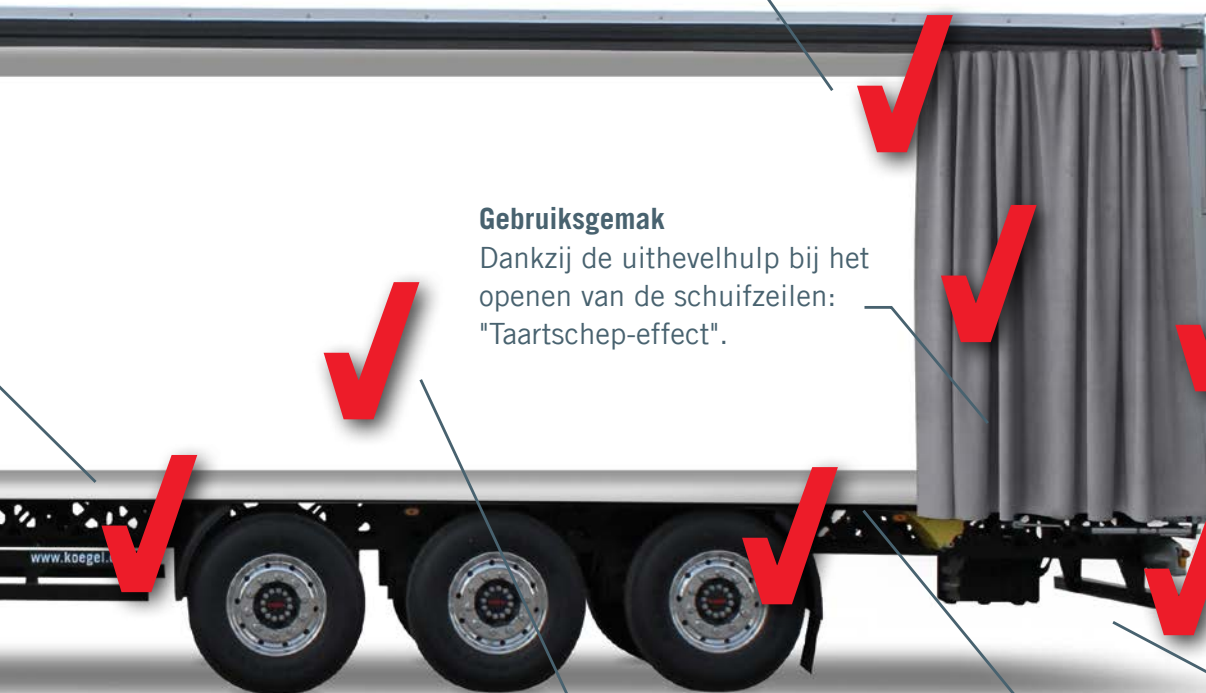 Gebruiksgemak
Dankzij de uithevelhulp bij het
openen van de schuifzeilen:
"Taartschep-effect".
www.koegel.